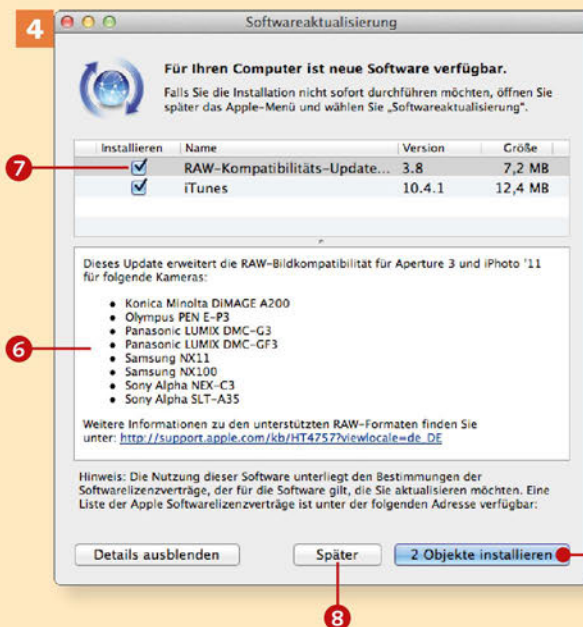 4
Softwareaktualisierung
Für Ihren Computer ist neue Software verfügbar.
Falls Sie die Installation nicht sofort durchführen möchten, öffnen Sie
später das Apple-Menü und wählen Sie „Softwareaktualisierung“.
Installieren Name Version Größe
7
RAW-Kompatibilitäts-Update... 3.8 7,2 MB
iTunes 10.4.1 12,4 MB
Dieses Update erweitert die RAW-Bildkompatibilität für Aperture 3 und iPhoto '11
für folgende Kameras:
• Konica Minolta DiMAGE A200
• Olympus PEN E-P3
• Panasonic LUMIX DMC-G3
• Panasonic LUMIX DMC-GF3
6
• Samsung NX11
• Samsung NX100
• Sony Alpha NEX-C3
• Sony Alpha SLT-A35
Weitere Informationen zu den unterstützten RAW-Formaten finden Sie
unter: http://support.apple.com/kb/HT4757?viewlocale=de_DE
Hinweis: Die Nutzung dieser Software unterliegt den Bestimmungen der
Softwarelizenzverträge, der für die Software gilt, die Sie aktualisieren möchten. Eine
Liste der Apple Softwarelizenzverträge ist unter der folgenden Adresse verfügbar:
Details ausblenden Später 2 Objekte installieren
8